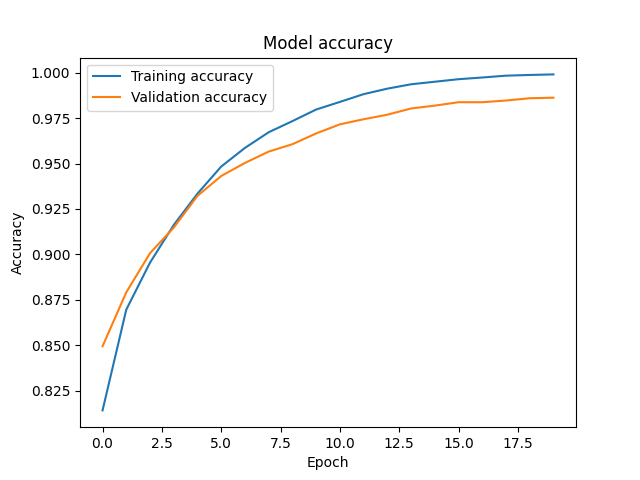 Model accuracy
Training accuracy
Validation accuracy
1.000
0.975
0.950
0.925
0.900
0.875
0.850
0.825
Accuracy
0.0 2.5 5.0 7.5 10.0 12.5 15.0 17.5
Epoch